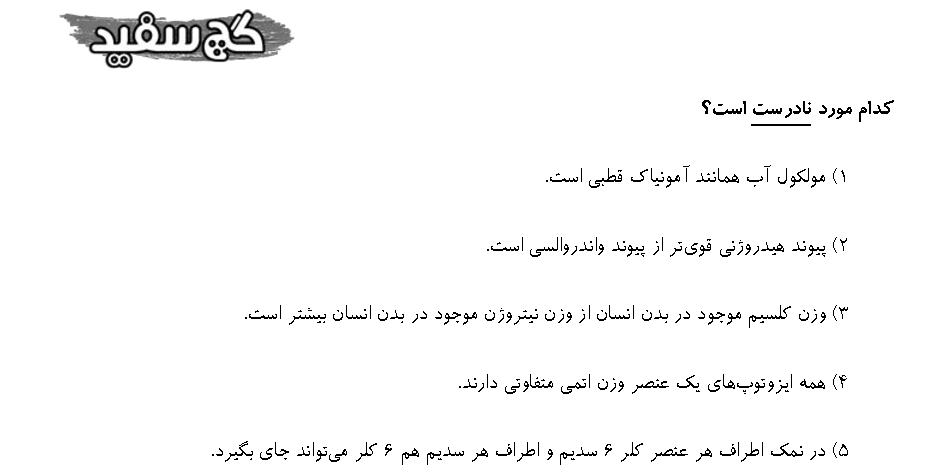 گچ سفید
کدام مورد نادرست است؟
۱) مولکول آب همانند آمونیاک قطبی است.
۲) پیوند هیدروژنی قوی‌تر از پیوند واندروالسی است.
۳) وزن کلسیم موجود در بدن انسان از وزن نیتروژن موجود در بدن انسان بیشتر است.
۴) همه ایزوتوپ‌های یک عنصر وزن اتمی متفاوتی دارند.
۵) در نمک اطراف هر عنصر کلر ۶ سدیم و اطراف هر سدیم هم ۶ کلر می‌تواند جای بگیرد.